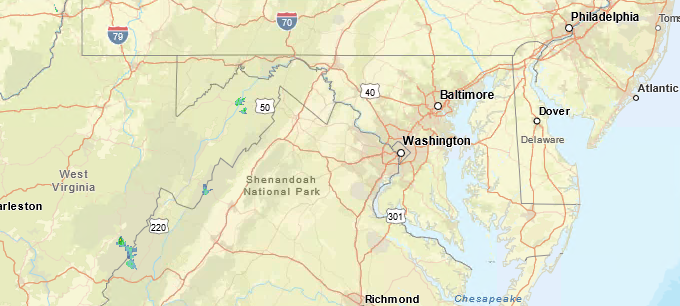 Philadelphia
Toms
79
70
Atlantic
40
Baltimore
50
Dover
Washington
Delaware
West
Virginia
Shenandoah
National Park
arleston
301
220
Richmond
Chesapeake